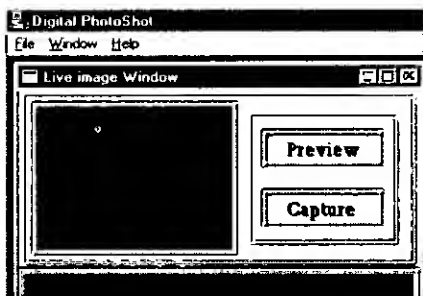 Digital PhotoShot
File Window Help
Live image Window
Preview
Capture